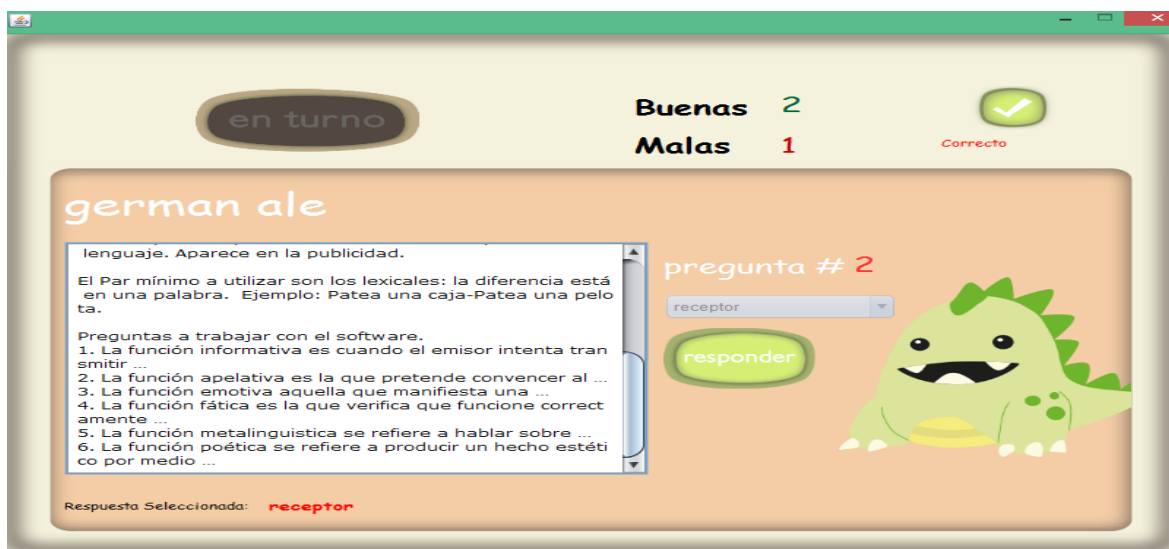 en turno
Buenas 2
Malas 1
Correcto
german ale
lenguaje. Aparece en la publicidad.
El Par mínimo a utilizar son los lexicales: la diferencia está
en una palabra. Ejemplo: Patea una caja-Patea una pelo
ta.
Preguntas a trabajar con el software.
1. La función informativa es cuando el emisor intenta tran
smitir ...
2. La función apelativa es la que pretende convencer al ...
3. La función emotiva aquella que manifiesta una ...
4. La función fática es la que verifica que funcione correct
amente ...
5. La función metalinguistica se refiere a hablar sobre ...
6. La función poética se refiere a producir un hecho estéti
co por medio ...
pregunta # 2
receptor
responder
Respuesta Seleccionada: receptor